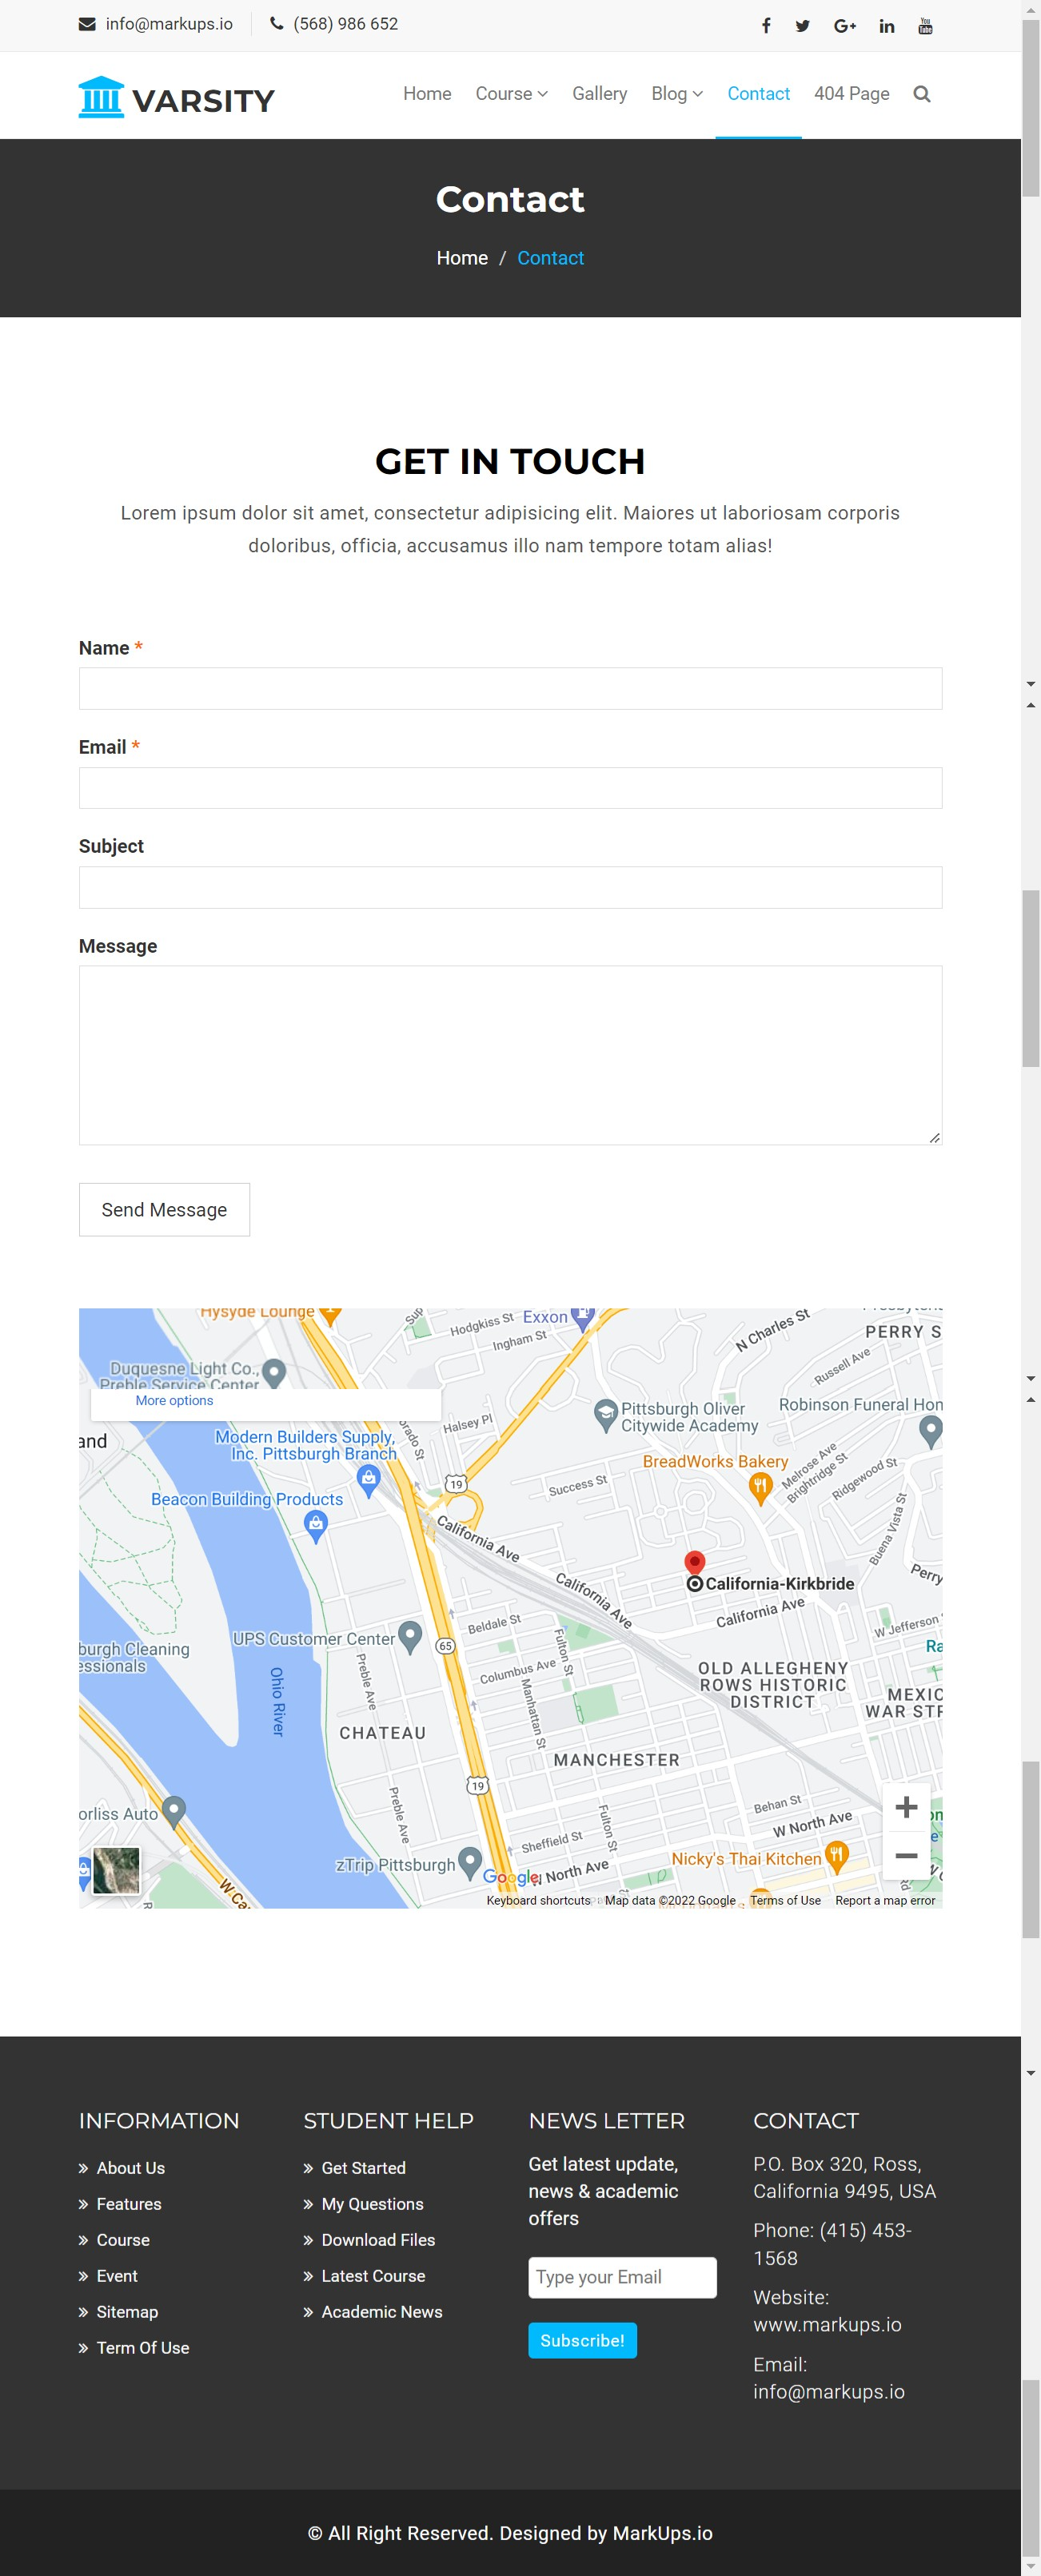 info@markups.io
(568) 986 652
VARSITY
Home
Course
Gallery
Blog
Contact
404 Page
Contact
Home / Contact
GET IN TOUCH
Lorem ipsum dolor sit amet, consectetur adipisicing elit. Maiores ut laboriosam corporis
doloribus, officia, accusamus illo nam tempore totam alias!
Name *
Email *
Subject
Message
Send Message
Hysyde Lounge
Hodgkiss St
Ingham St
Exxon
N Charles St
PERRY S
Russell Ave
Duquesne Light Co.,
Preble Service Center
More options
Halsey Pl
Pittsburgh Oliver
Citywide Academy
Robinson Funeral Hom
and
Modern Builders Supply,
Inc. Pittsburgh Branch
BreadWorks Bakery
Melrose Ave
Brightridge St
Ridgewood St
19
Success St
Beacon Building Products
Buena Vista St
California Ave
California Ave
California-Kirkbride
Perry
California Ave
W Jefferson
UPS Customer Center
65
Beldale St
Fulton St
Ra
burgh Cleaning
essionals
Columbus Ave
Preble Ave
Manhattan St
OLD ALLEGHENY
ROWS HISTORIC
DISTRICT
MEXIC
WAR STR
Ohio River
CHATEAU
MANCHESTER
19
Preble Ave
Behan St
W North Ave
orliss Auto
Fulton St
Sheffield St
zTrip Pittsburgh
Nicky's Thai Kitchen
Google
North Ave
W Ca
Keyboard shortcuts
Map data ©2022 Google
Terms of Use
Report a map error
INFORMATION
About Us
Features
Course
Event
Sitemap
Term Of Use
STUDENT HELP
Get Started
My Questions
Download Files
Latest Course
Academic News
NEWS LETTER
Get latest update,
news & academic
offers
Type your Email
Subscribe!
CONTACT
P.O. Box 320, Ross,
California 9495, USA
Phone: (415) 453-
1568
Website:
www.markups.io
Email:
info@markups.io
© All Right Reserved. Designed by MarkUps.io